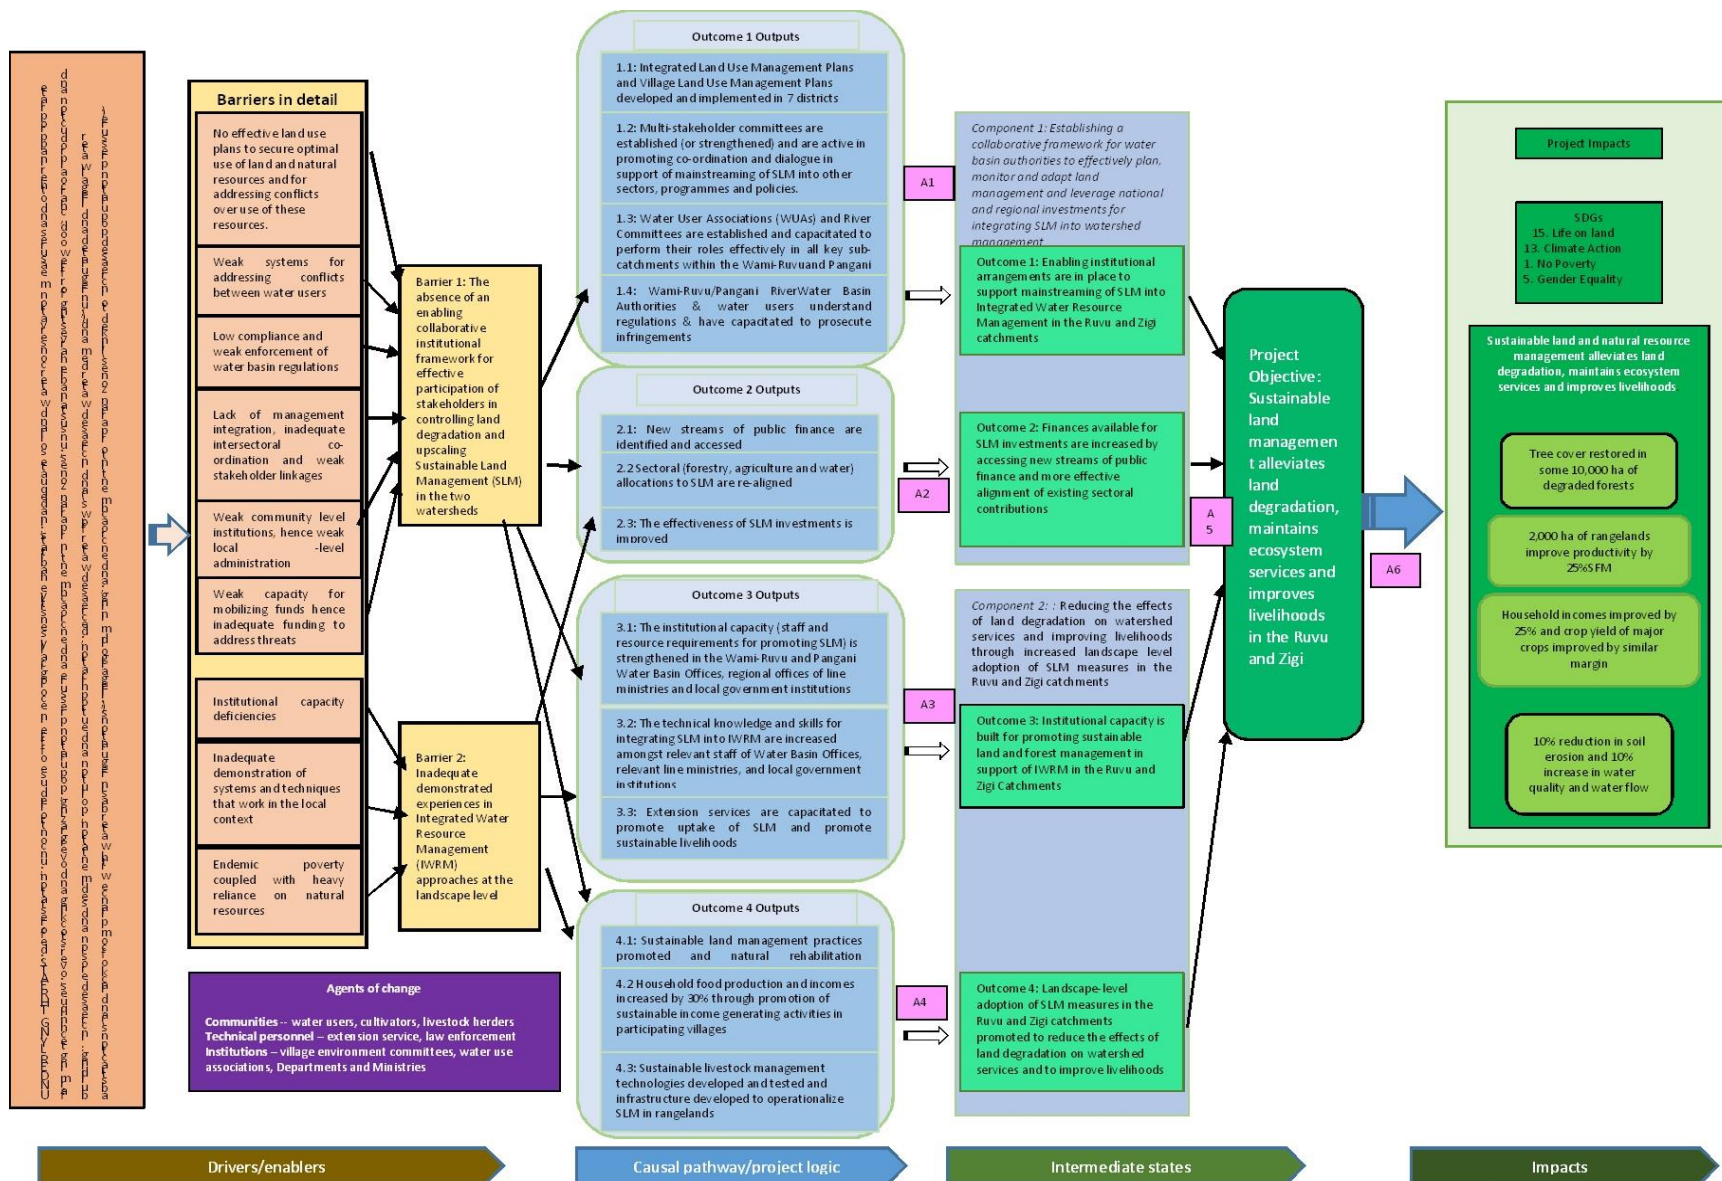 Barriers in detail
No effective land use
plans to secure optimal
use of land and natural
resources and for
addressing conflicts
over use of these
resources.
Weak systems for
addressing conflicts
between water users
Low compliance and
weak enforcement of
water basin regulations
Lack of management
integration, inadequate
intersectoral co-
ordination and weak
stakeholder linkages
Weak community level
institutions, hence weak
local -level
administration
Weak capacity for
mobilizing funds hence
inadequate funding to
address threats
Institutional capacity
deficiencies
Inadequate
demonstration of
systems and techniques
that work in the local
context
Endemic poverty
coupled with heavy
reliance on natural
resources
Agents of change
Communities -- water users, cultivators, livestock herders
Technical personnel – extension service, law enforcement
Institutions – village environment committees, water use
associations, Departments and Ministries
Barrier 1: The
absence of an
enabling
collaborative
institutional
framework for
effective
participation of
stakeholders in
controlling land
degradation and
upscaling
Sustainable Land
Management (SLM)
in the two
watersheds
Barrier 2:
Inadequate
demonstrated
experiences in
Integrated Water
Resource
Management
(IWRM)
approaches at the
landscape level
Outcome 1 Outputs
1.1: Integrated Land Use Management Plans
and Village Land Use Management Plans
developed and implemented in 7 districts
1.2: Multi-stakeholder committees are
established (or strengthened) and are active in
promoting co-ordination and dialogue in
support of mainstreaming of SLM into other
sectors, programmes and policies.
1.3: Water User Associations (WUAs) and River
Committees are established and capacitated to
perform their roles effectively in all key sub-
catchments within the Wami-Ruvuand Pangani
1.4: Wami-Ruvu/Pangani RiverWater Basin
Authorities & water users understand
regulations & have capacitated to prosecute
infringements
Outcome 2 Outputs
2.1: New streams of public finance are
identified and accessed
2.2 Sectoral (forestry, agriculture and water)
allocations to SLM are re-aligned
2.3: The effectiveness of SLM investments is
improved
Outcome 3 Outputs
3.1: The institutional capacity (staff and
resource requirements for promoting SLM) is
strengthened in the Wami-Ruvu and Pangani
Water Basin Offices, regional offices of line
ministries and local government institutions
3.2: The technical knowledge and skills for
integrating SLM into IWRM are increased
amongst relevant staff of Water Basin Offices,
relevant line ministries, and local government
institutions
3.3: Extension services are capacitated to
promote uptake of SLM and promote
sustainable livelihoods
Outcome 4 Outputs
4.1: Sustainable land management practices
promoted and natural rehabilitation
4.2 Household food production and incomes
increased by 30% through promotion of
sustainable income generating activities in
participating villages
4.3: Sustainable livestock management
technologies developed and tested and
infrastructure developed to operationalize
SLM in rangelands
A1
A2
A3
A4
Component 1: Establishing a
collaborative framework for water
basin authorities to effectively plan,
monitor and adapt land
management and leverage national
and regional investments for
integrating SLM into watershed
management
Outcome 1: Enabling institutional
arrangements are in place to
support mainstreaming of SLM into
Integrated Water Resource
Management in the Ruvu and Zigi
catchments
Outcome 2: Finances available for
SLM investments are increased by
accessing new streams of public
finance and more effective
alignment of existing sectoral
contributions
Component 2: : Reducing the effects
of land degradation on watershed
services and improving livelihoods
through increased landscape level
adoption of SLM measures in the
Ruvu and Zigi catchments
Outcome 3: Institutional capacity is
built for promoting sustainable
land and forest management in
support of IWRM in the Ruvu and
Zigi Catchments
Outcome 4: Landscape-level
adoption of SLM measures in the
Ruvu and Zigi catchments
promoted to reduce the effects of
land degradation on watershed
services and to improve livelihoods
A
5
Project
Objective:
Sustainable
land
managemen
t alleviates
land
degradation,
maintains
ecosystem
services and
improves
livelihoods
in the Ruvu
and Zigi
A6
Project Impacts
SDGs
15. Life on land
13. Climate Action
1. No Poverty
5. Gender Equality
Sustainable land and natural resource
management alleviates land
degradation, maintains ecosystem
services and improves livelihoods
Tree cover restored in
some 10,000 ha of
degraded forests
2,000 ha of rangelands
improve productivity by
25%SFM
Household incomes improved by
25% and crop yield of major
crops improved by similar
margin
10% reduction in soil
erosion and 10%
increase in water
quality and water flow
Drivers/enablers
Causal pathway/project logic
Intermediate states
Impacts